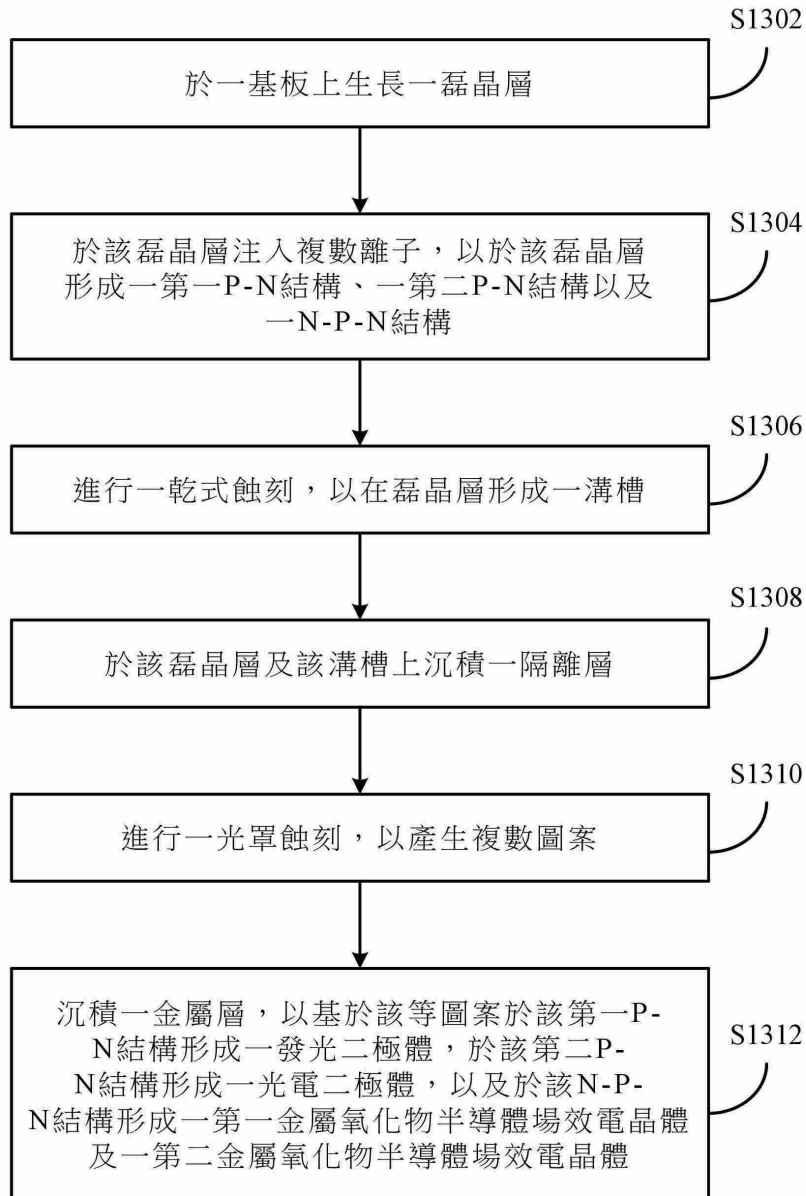 S1302
於一基板上生長一磊晶層
S1304
於該磊晶層注入複數離子，以於該磊晶層
形成一第一P-N結構、一第二P-N結構以及
一N-P-N結構
S1306
進行一乾式蝕刻，以在磊晶層形成一溝槽
S1308
於該磊晶層及該溝槽上沉積一隔離層
S1310
進行一光罩蝕刻，以產生複數圖案
S1312
沉積一金屬層，以基於該等圖案於該第一P-
N結構形成一發光二極體，於該第二P-
N結構形成一光電二極體，以及於該N-P-
N結構形成一第一金屬氧化物半導體場效電晶體
及一第二金屬氧化物半導體場效電晶體